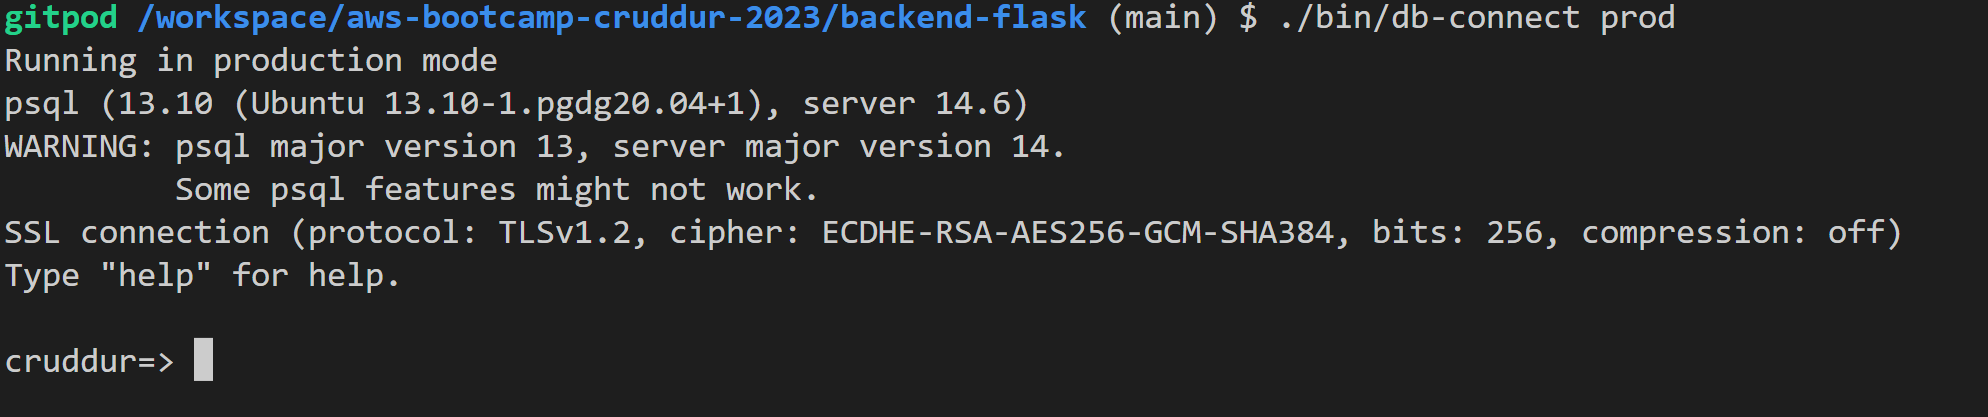 gitpod /workspace/aws-bootcamp-cruddur-2023/backend-flask (main) $ ./bin/db-connect prod
Running in production mode
psql (13.10 (Ubuntu 13.10-1.pgdg20.04+1), server 14.6)
WARNING: psql major version 13, server major version 14.
         Some psql features might not work.
SSL connection (protocol: TLSv1.2, cipher: ECDHE-RSA-AES256-GCM-SHA384, bits: 256, compression: off)
Type "help" for help.

cruddur=>